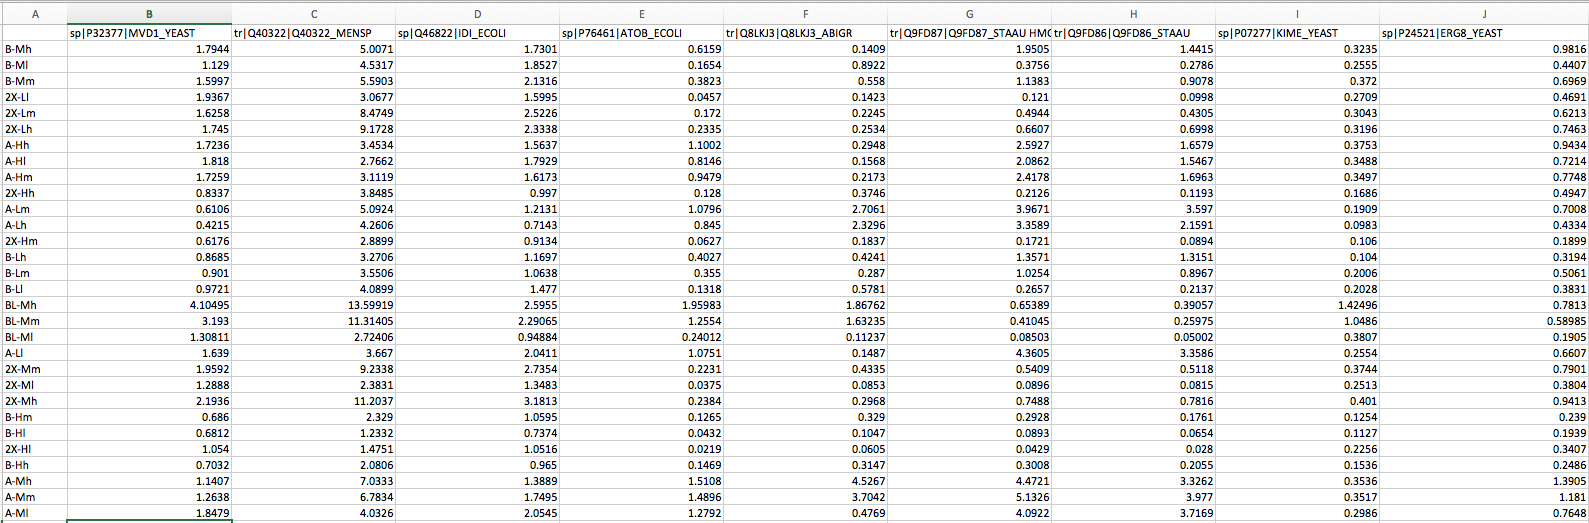 A B C D E F G H I J
sp|P32377|MVD1_YEAST tr|Q40322|Q40322_MENSP sp|Q46822|IDI_ECOLI sp|P76461|ATOB_ECOLI tr|Q8LKJ3|Q8LKJ3_ABIGR tr|Q9FD87|Q9FD87_STAAU HMG tr|Q9FD86|Q9FD86_STAAU sp|P07277|KIME_YEAST sp|P24521|ERG8_YEAST
B-Mh 1.7944 5.0071 1.7301 0.6159 0.1409 1.9505 1.4415 0.3235 0.9816
B-Ml 1.129 4.5317 1.8527 0.1654 0.8922 0.3756 0.2786 0.2555 0.4407
B-Mm 1.5997 5.5903 2.1316 0.3823 0.558 1.1383 0.9078 0.372 0.6969
2X-Ll 1.9367 3.0677 1.5995 0.0457 0.1423 0.121 0.0998 0.2709 0.4691
2X-Lm 1.6258 8.4749 2.5226 0.172 0.2245 0.4944 0.4305 0.3043 0.6213
2X-Lh 1.745 9.1728 2.3338 0.2335 0.2534 0.6607 0.6998 0.3196 0.7463
A-Hh 1.7236 3.4534 1.5637 1.1002 0.2948 2.5927 1.6579 0.3753 0.9434
A-Hl 1.818 2.7662 1.7929 0.8146 0.1568 2.0862 1.5467 0.3488 0.7214
A-Hm 1.7259 3.1119 1.6173 0.9479 0.2173 2.4178 1.6963 0.3497 0.7748
2X-Hh 0.8337 3.8485 0.997 0.128 0.3746 0.2126 0.1193 0.1686 0.4947
A-Lm 0.6106 5.0924 1.2131 1.0796 2.7061 3.9671 3.597 0.1909 0.7008
A-Lh 0.4215 4.2606 0.7143 0.845 2.3296 3.3589 2.1591 0.0983 0.4334
2X-Hm 0.6176 2.8899 0.9134 0.0627 0.1837 0.1721 0.0894 0.106 0.1899
B-Lh 0.8685 3.2706 1.1697 0.4027 0.4241 1.3571 1.3151 0.104 0.3194
B-Lm 0.901 3.5506 1.0638 0.355 0.287 1.0254 0.8967 0.2006 0.5061
B-Ll 0.9721 4.0899 1.477 0.1318 0.5781 0.2657 0.2137 0.2028 0.3831
BL-Mh 4.10495 13.59919 2.5955 1.95983 1.86762 0.65389 0.39057 1.42496 0.7813
BL-Mm 3.193 11.31405 2.29065 1.2554 1.63235 0.41045 0.25975 1.0486 0.58985
BL-Ml 1.30811 2.72406 0.94884 0.24012 0.11237 0.08503 0.05002 0.3807 0.1905
A-Ll 1.639 3.667 2.0411 1.0751 0.1487 4.3605 3.3586 0.2554 0.6607
2X-Mm 1.9592 9.2338 2.7354 0.2231 0.4335 0.5409 0.5118 0.3744 0.7901
2X-Ml 1.2888 2.3831 1.3483 0.0375 0.0853 0.0896 0.0815 0.2513 0.3804
2X-Mh 2.1936 11.2037 3.1813 0.2384 0.2968 0.7488 0.7816 0.401 0.9413
B-Hm 0.686 2.329 1.0595 0.1265 0.329 0.2928 0.1761 0.1254 0.239
B-Hl 0.6812 1.2332 0.7374 0.0432 0.1047 0.0893 0.0654 0.1127 0.1939
2X-Hl 1.054 1.4751 1.0516 0.0219 0.0605 0.0429 0.028 0.2256 0.3407
B-Hh 0.7032 2.0806 0.965 0.1469 0.3147 0.3008 0.2055 0.1536 0.2486
A-Mh 1.1407 7.0333 1.3889 1.5108 4.5267 4.4721 3.3262 0.3536 1.3905
A-Mm 1.2638 6.7834 1.7495 1.4896 3.7042 5.1326 3.977 0.3517 1.181
A-Ml 1.8479 4.0326 2.0545 1.2792 0.4769 4.0922 3.7169 0.2986 0.7648